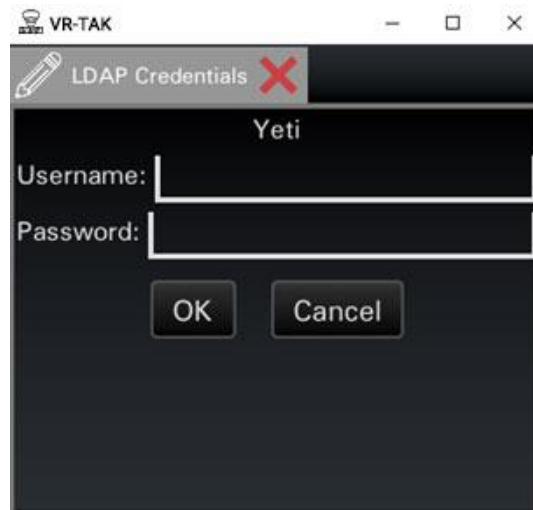 VR-TAK
LDAP Credentials
Yeti
Username:
Password:
OK Cancel